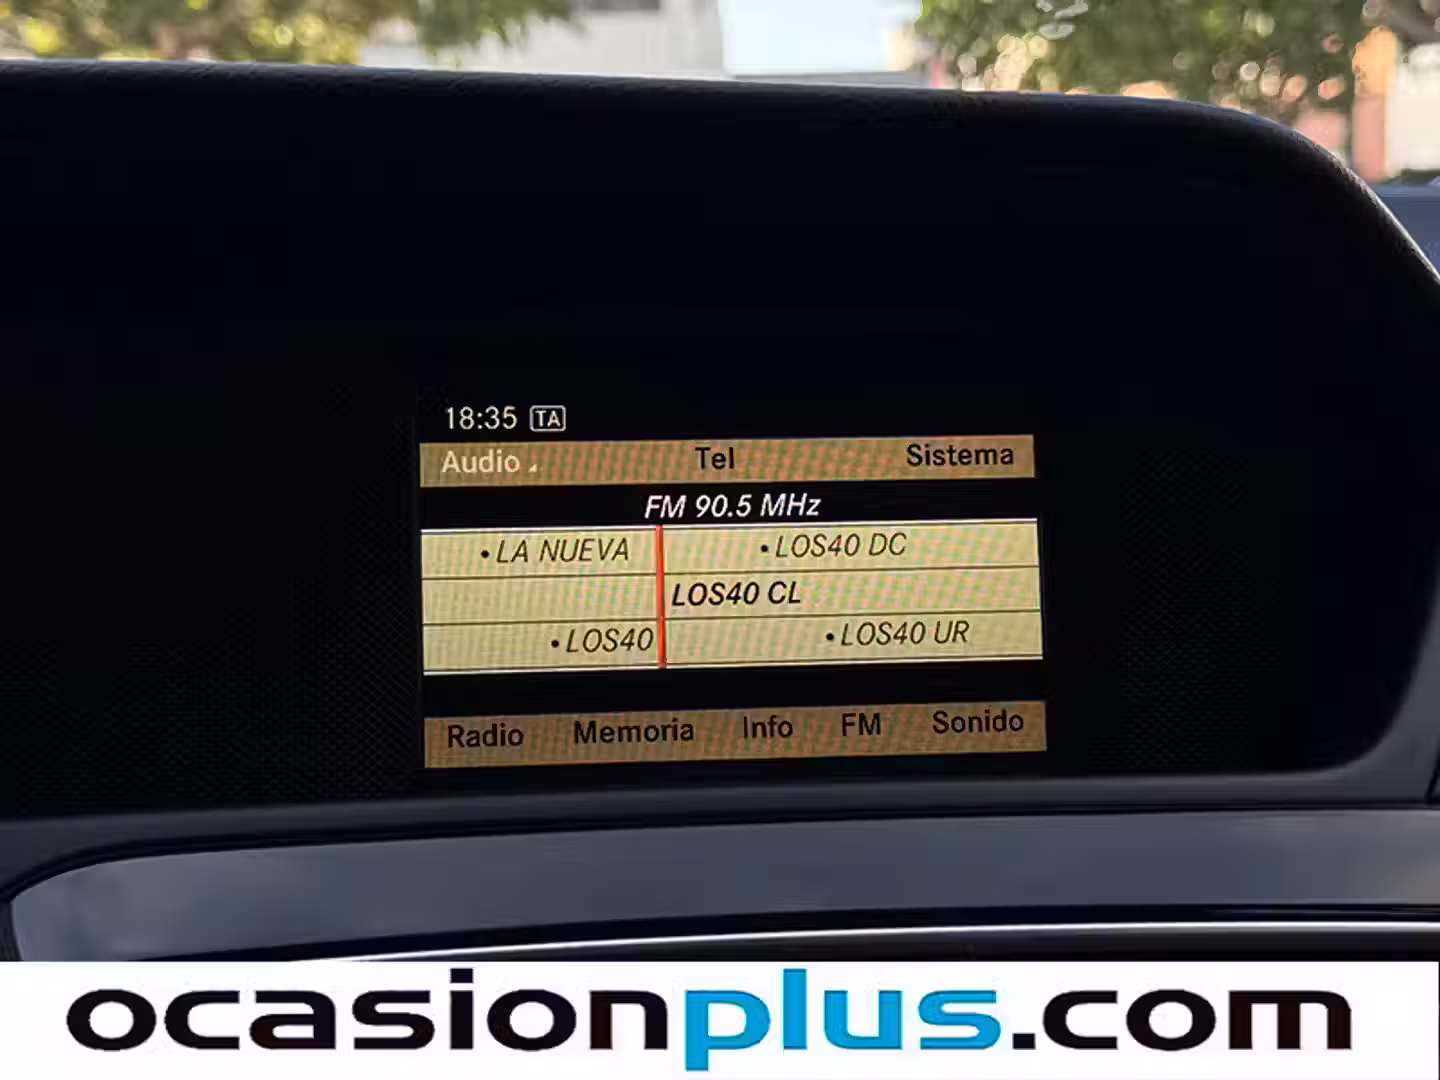 18:35 TA
Audio Tel Sistema
FM 90.5 MHz
•LA NUEVA •LOS40 DC
LOS40 CL
•LOS40 •LOS40 UR
Radio Memoria Info FM Sonido
ocasionplus.com